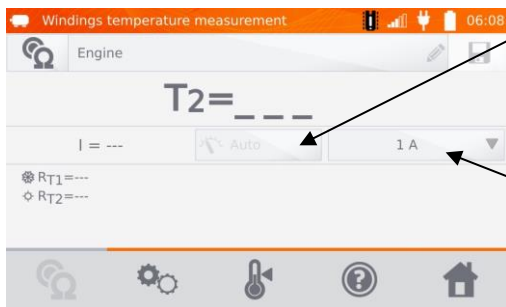 Windings temperature measurement 06:08
Engine
T2=_ _ _
I = --- Auto 1 A
RT1=---
RT2=---
?